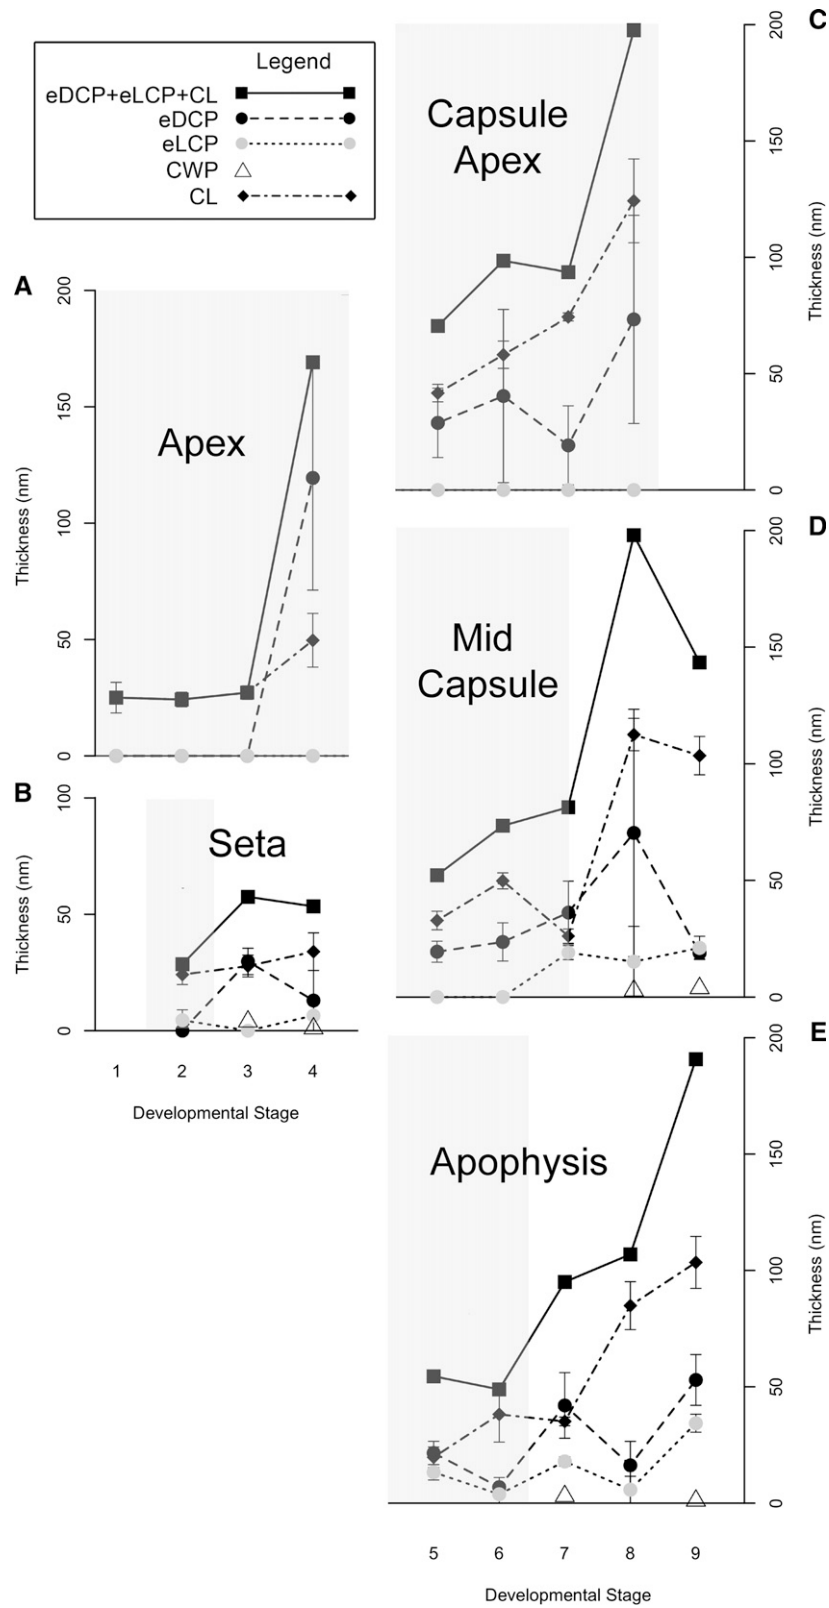 Legend
eDCP+eLCP+CL
eDCP
eLCP
CWP
CL
A
200
150
100
50
0
Thickness (nm)
Apex
B
100
50
0
Thickness (nm)
Seta
1 2 3 4
Developmental Stage
C
200
150
100
50
0
Thickness (nm)
Capsule
Apex
D
200
150
100
50
0
Thickness (nm)
Mid
Capsule
E
200
150
100
50
0
Thickness (nm)
Apophysis
5 6 7 8 9
Developmental Stage